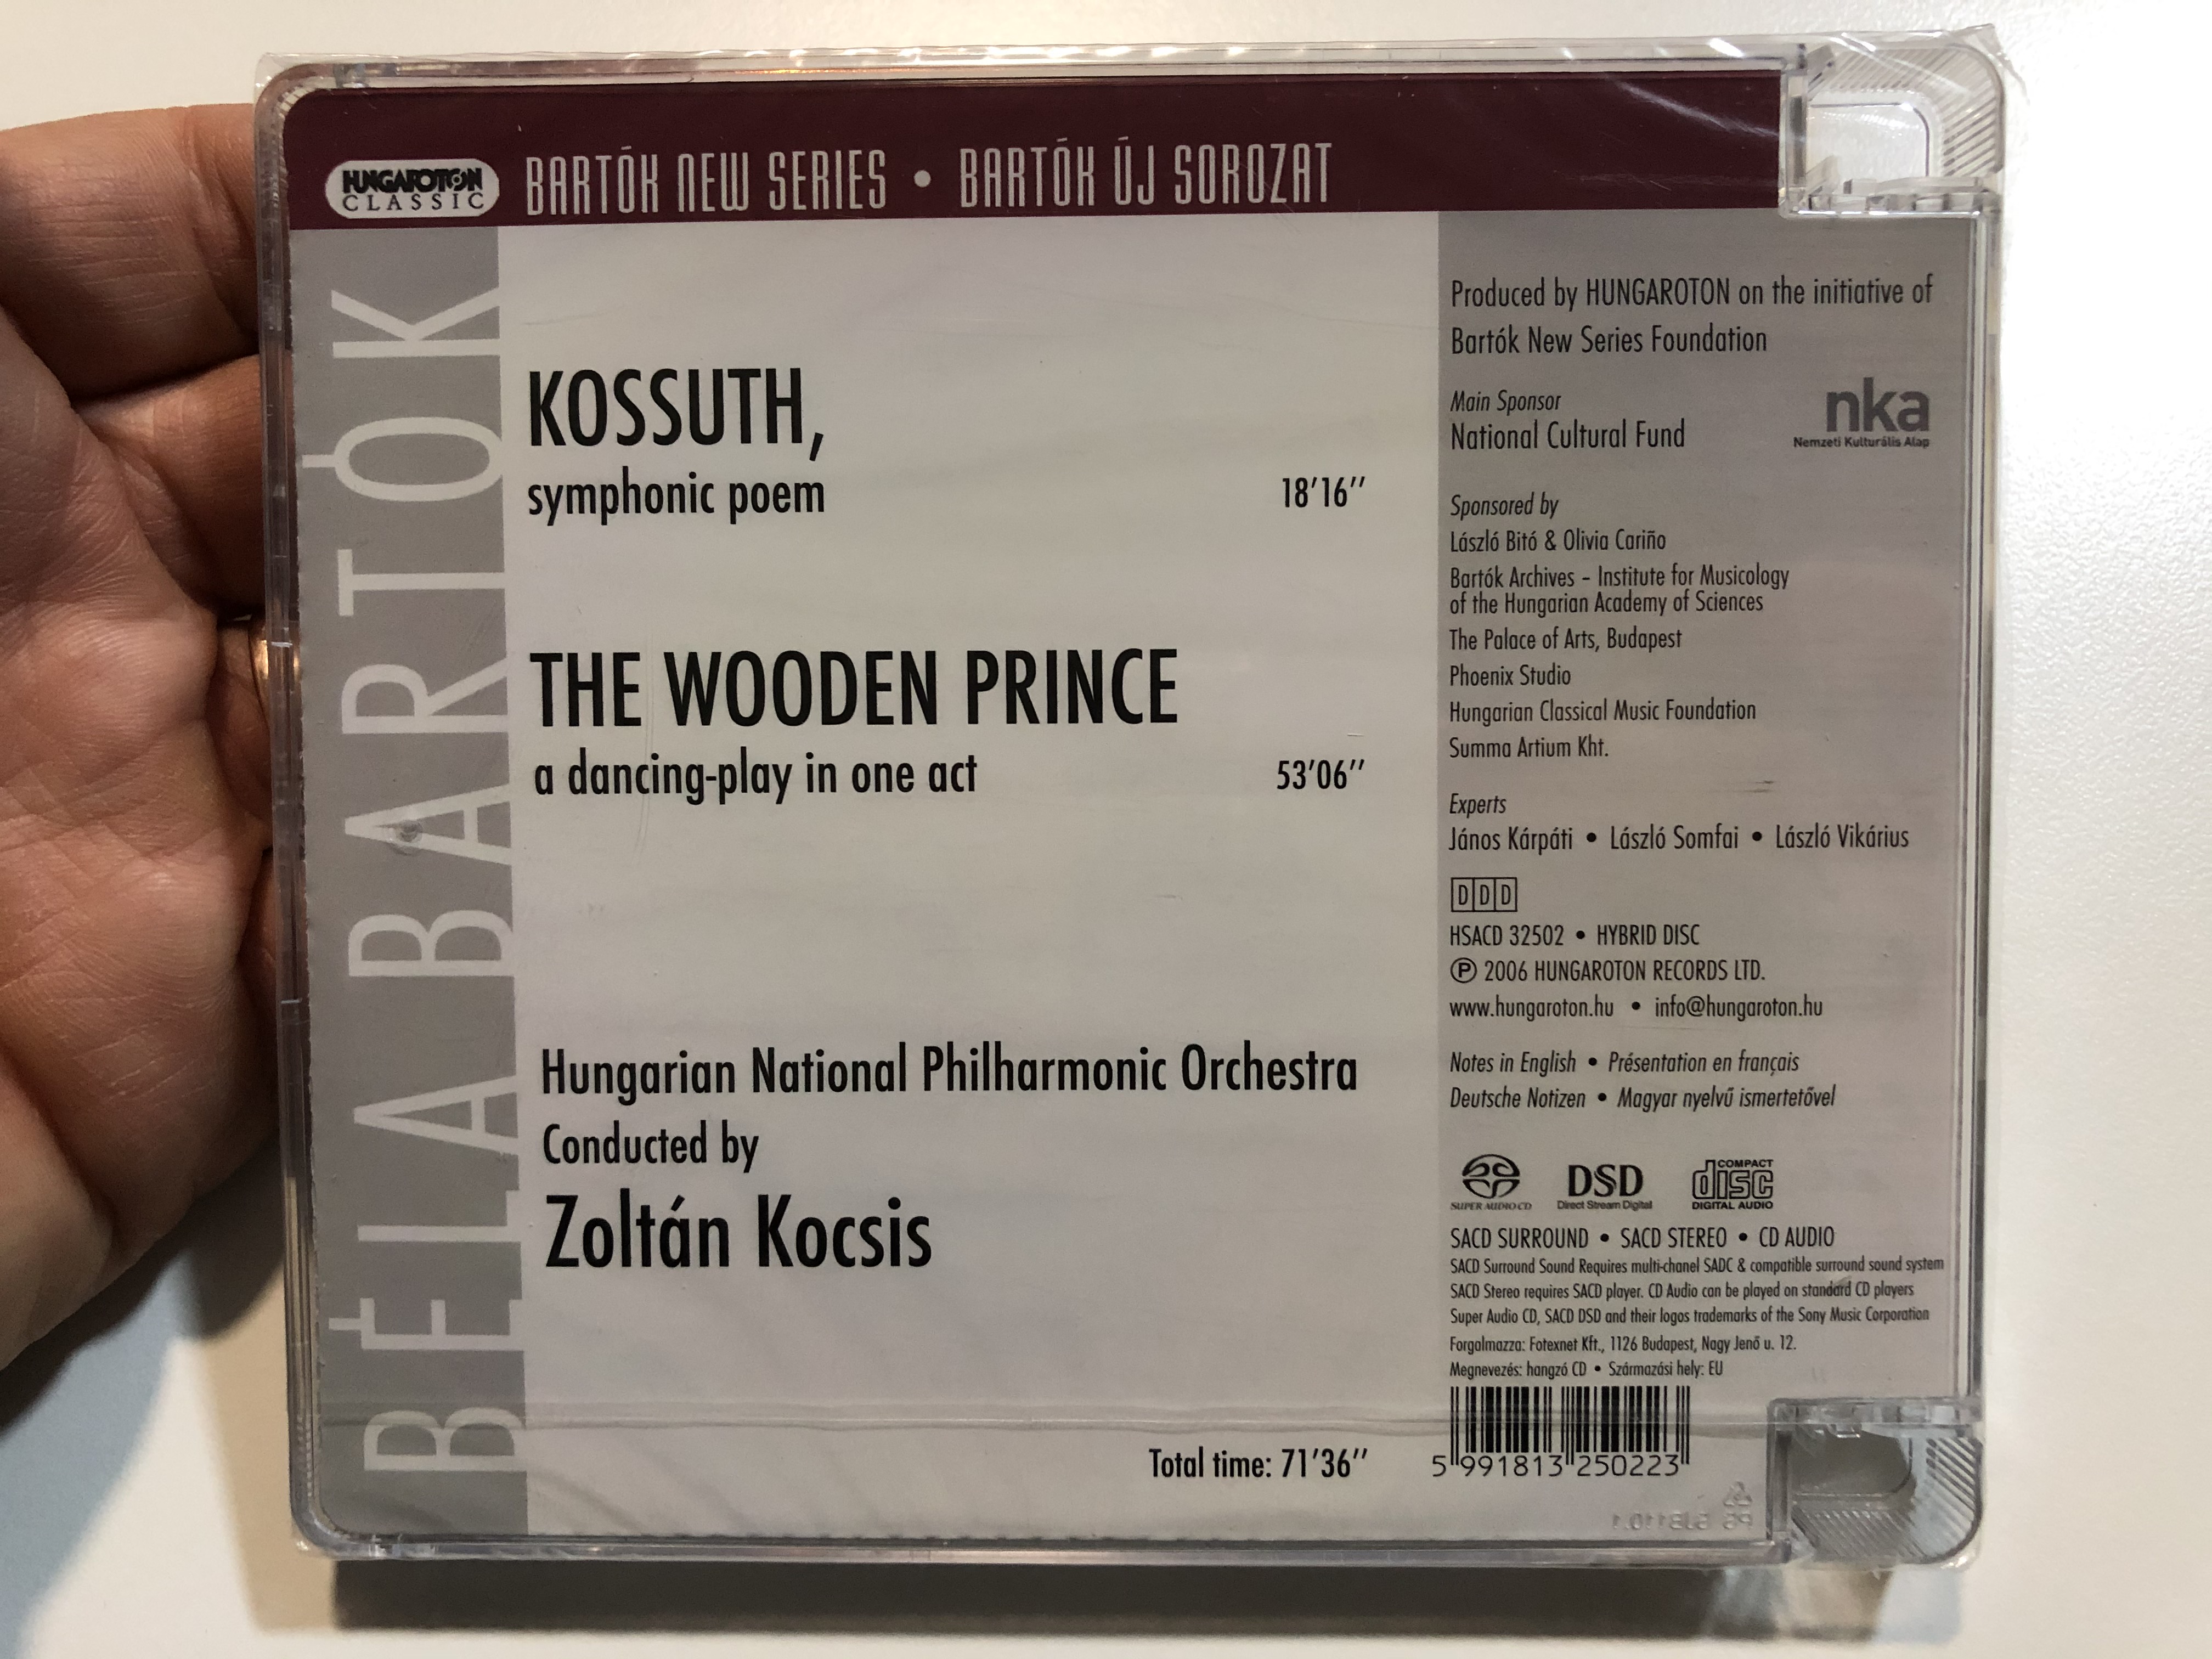 HUNGAROTON
CLASSIC
BARTÓK NEW SERIES • BARTÓK ÚJ SOROZAT
BÉLA BARTÓK
KOSSUTH,
symphonic poem 18'16''
THE WOODEN PRINCE
a dancing-play in one act 53'06''
Hungarian National Philharmonic Orchestra
Conducted by
Zoltán Kocsis
Total time: 71'36''
Produced by HUNGAROTON on the initiative of
Bartók New Series Foundation
Main Sponsor
National Cultural Fund
nka
Nemzeti Kulturális Alap
Sponsored by
László Bitó & Olivia Cariño
Bartók Archives – Institute for Musicology
of the Hungarian Academy of Sciences
The Palace of Arts, Budapest
Phoenix Studio
Hungarian Classical Music Foundation
Summa Artium Kht.
Experts
János Kárpáti • László Somfai • László Vikárius
DDD
HSACD 32502 • HYBRID DISC
℗ 2006 HUNGAROTON RECORDS LTD.
www.hungaroton.hu • info@hungaroton.hu
Notes in English • Présentation en français
Deutsche Notizen • Magyar nyelvű ismertetővel
SUPER AUDIO CD
DSD
Direct Stream Digital
COMPACT
disc
DIGITAL AUDIO
SACD SURROUND • SACD STEREO • CD AUDIO
SACD Surround Sound Requires multi-chanel SADC & compatible surround sound system
SACD Stereo requires SACD player. CD Audio can be played on standard CD players
Super Audio CD, SACD DSD and their logos trademarks of the Sony Music Corporation
Forgalmazza: Fotexnet Kft., 1126 Budapest, Nagy Jenő u. 12.
Megnevezés: hangzó CD • Származási hely: EU
5 991813 250223